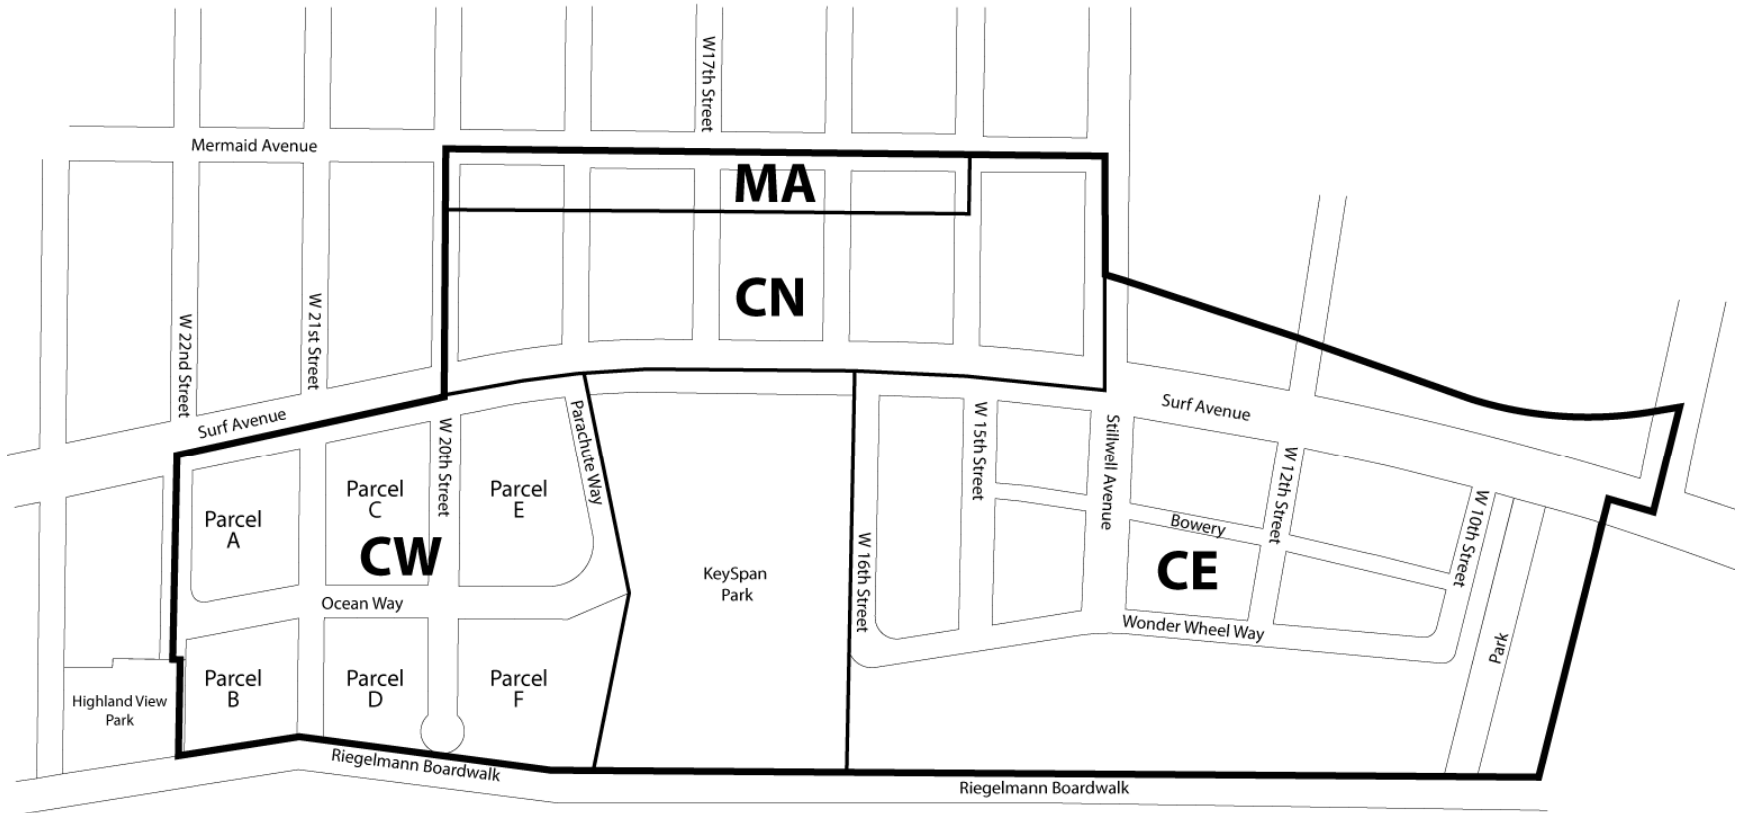 W17th Street
Mermaid Avenue
MA
CN
W 22nd Street
W 21st Street
Surf Avenue
W 20th Street
Parachute Way
Parcel
A
Parcel
C
Parcel
E
CW
Ocean Way
Parcel
B
Parcel
D
Parcel
F
Highland View
Park
KeySpan
Park
W 16th Street
W 15th Street
Stillwell Avenue
Surf Avenue
W 12th Street
Bowery
CE
W 10th Street
Wonder Wheel Way
Park
Riegelmann Boardwalk
Riegelmann Boardwalk